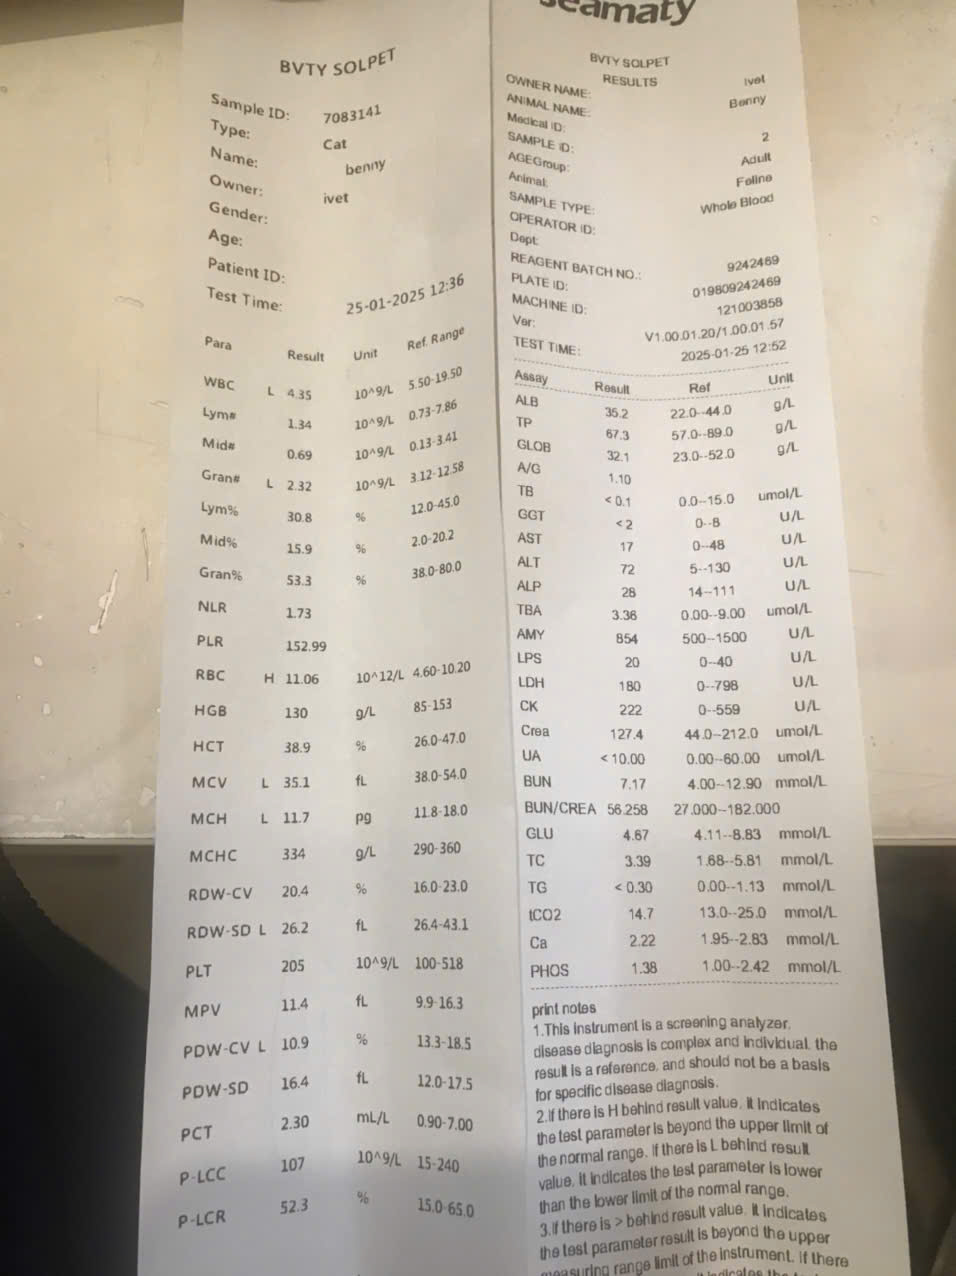 BVTY SOLPET
Sample ID: 7083141
Type: Cat
Name: benny
Owner: ivet
Gender:
Age:
Patient ID:
Test Time: 25-01-2025 12:36
Para Result Unit Ref. Range
WBC L 4.35 10^9/L 5.50-19.50
Lym# 1.34 10^9/L 0.73-7.86
Mid# 0.69 10^9/L 0.13-3.41
Gran# L 2.32 10^9/L 3.12-12.58
Lym% 30.8 % 12.0-45.0
Mid% 15.9 % 2.0-20.2
Gran% 53.3 % 38.0-80.0
NLR 1.73
PLR 152.99
RBC H 11.06 10^12/L 4.60-10.20
HGB 130 g/L 85-153
HCT 38.9 % 26.0-47.0
MCV L 35.1 fL 38.0-54.0
MCH L 11.7 pg 11.8-18.0
MCHC 334 g/L 290-360
RDW-CV 20.4 % 16.0-23.0
RDW-SD L 26.2 fL 26.4-43.1
PLT 205 10^9/L 100-518
MPV 11.4 fL 9.9-16.3
PDW-CV L 10.9 % 13.3-18.5
PDW-SD 16.4 fL 12.0-17.5
PCT 2.30 mL/L 0.90-7.00
P-LCC 107 10^9/L 15-240
P-LCR 52.3 % 15.0-65.0
seamaty
BVTY SOLPET
RESULTS
OWNER NAME: ivet
ANIMAL NAME: Benny
Medical ID:
SAMPLE ID: 2
AGEGroup: Adult
Animal: Feline
SAMPLE TYPE: Whole Blood
OPERATOR ID:
Dept:
REAGENT BATCH NO.: 9242469
PLATE ID: 019809242469
MACHINE ID: 121003858
Ver: V1.00.01.20/1.00.01.57
TEST TIME: 2025-01-25 12:52
Assay Result Ref Unit
ALB 35.2 22.0--44.0 g/L
TP 67.3 57.0--89.0 g/L
GLOB 32.1 23.0--52.0 g/L
A/G 1.10
TB <0.1 0.0--15.0 umol/L
GGT <2 0--8 U/L
AST 17 0--48 U/L
ALT 72 5--130 U/L
ALP 28 14--111 U/L
TBA 3.36 0.00--9.00 umol/L
AMY 854 500--1500 U/L
LPS 20 0--40 U/L
LDH 180 0--798 U/L
CK 222 0--559 U/L
Crea 127.4 44.0--212.0 umol/L
UA <10.00 0.00--60.00 umol/L
BUN 7.17 4.00--12.90 mmol/L
BUN/CREA 56.258 27.000--182.000
GLU 4.67 4.11--8.83 mmol/L
TC 3.39 1.68--5.81 mmol/L
TG <0.30 0.00--1.13 mmol/L
tCO2 14.7 13.0--25.0 mmol/L
Ca 2.22 1.95--2.83 mmol/L
PHOS 1.38 1.00--2.42 mmol/L
print notes
1.This instrument is a screening analyzer,
disease diagnosis is complex and individual, the
result is a reference, and should not be a basis
for specific disease diagnosis.
2.If there is H behind result value, it indicates
the test parameter is beyond the upper limit of
the normal range. If there is L behind result
value, it indicates the test parameter is lower
than the lower limit of the normal range.
3.If there is > behind result value, it indicates
the test parameter result is beyond the upper
measuring range limit of the instrument. if there